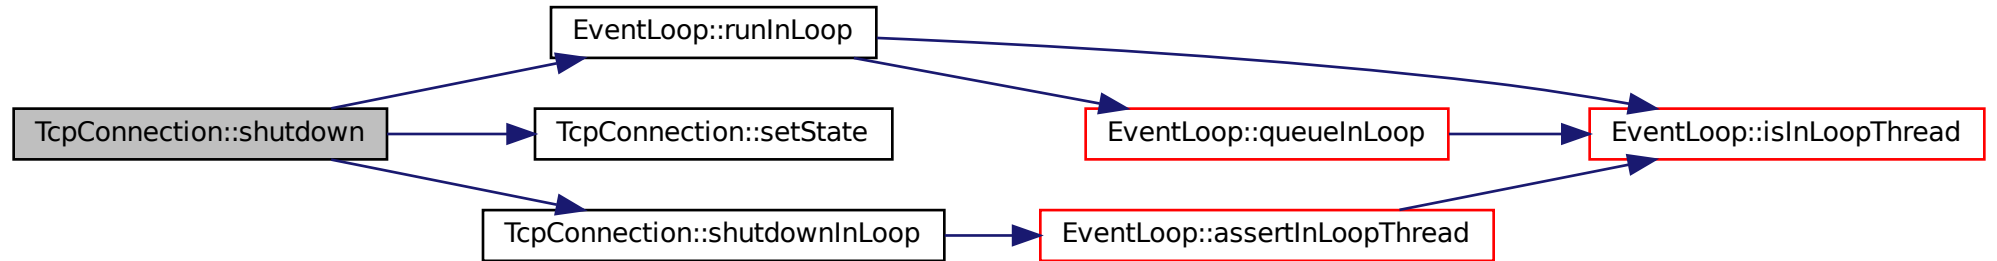 EventLoop::runInLoop
TcpConnection::shutdown
TcpConnection::setState
EventLoop::queueInLoop
EventLoop::isInLoopThread
TcpConnection::shutdownInLoop
EventLoop::assertInLoopThread